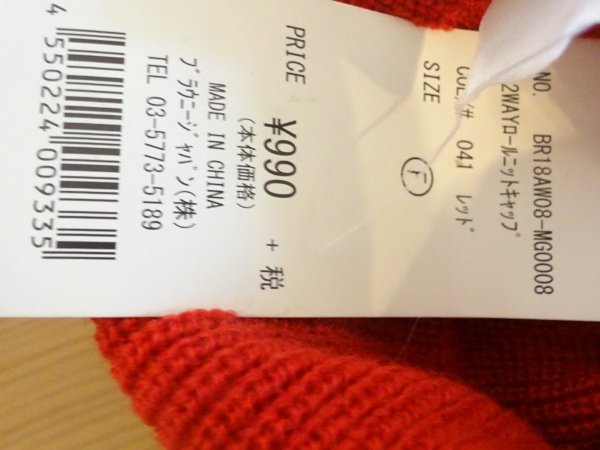 NO. BR18AW08-MG0008
2WAYロールニットキャップ
COL/# 041 レッド
SIZE F
PRICE ¥990 + 税
(本体価格)
MADE IN CHINA
ブラウニージャパン(株)
TEL 03-5773-5189
4 550224 009335